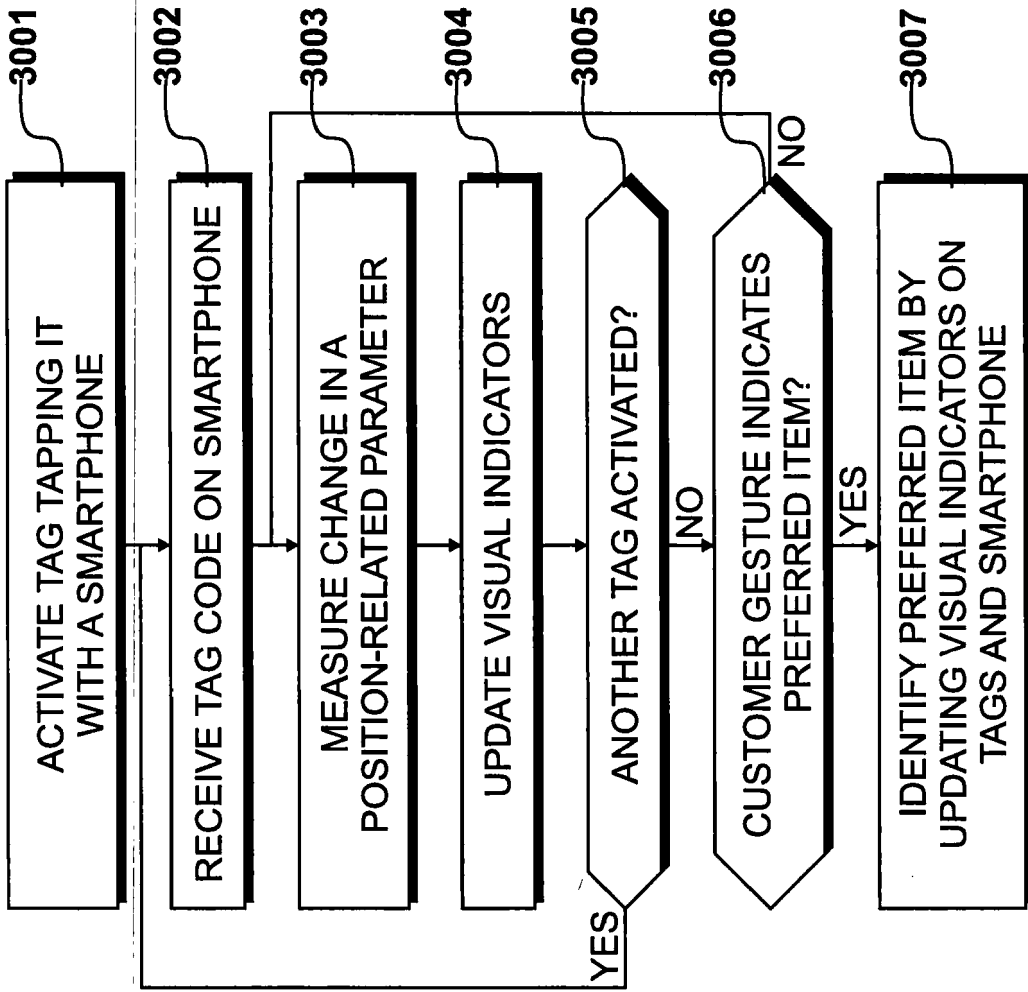 ACTIVATE TAG TAPPING IT
WITH A SMARTPHONE
3001
RECEIVE TAG CODE ON SMARTPHONE
3002
MEASURE CHANGE IN A
POSITION-RELATED PARAMETER
3003
UPDATE VISUAL INDICATORS
3004
ANOTHER TAG ACTIVATED?
3005
YES
NO
CUSTOMER GESTURE INDICATES
PREFERRED ITEM?
3006
NO
YES
IDENTIFY PREFERRED ITEM BY
UPDATING VISUAL INDICATORS ON
TAGS AND SMARTPHONE
3007